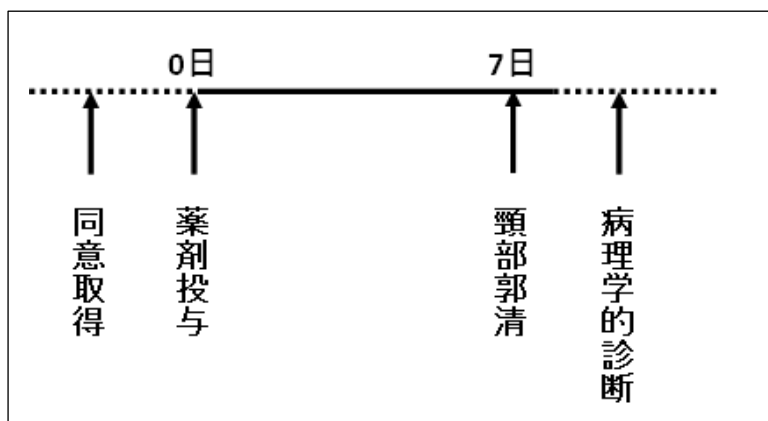 0日
7日
同意取得
薬剤投与
頸部郭清
病理学的診断